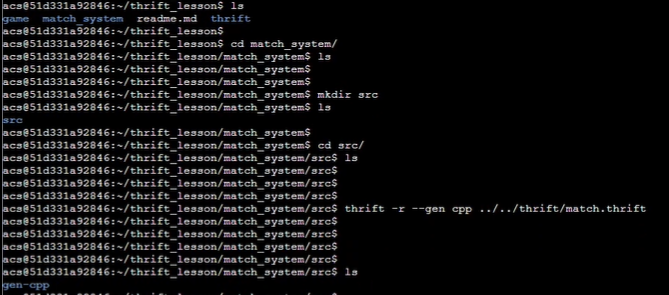 acs@51d331a92846:~/thrift_lesson$ ls
game match_system readme.md thrift
acs@51d331a92846:~/thrift_lesson$
acs@51d331a92846:~/thrift_lesson$ cd match_system/
acs@51d331a92846:~/thrift_lesson/match_system$ ls
acs@51d331a92846:~/thrift_lesson/match_system$
acs@51d331a92846:~/thrift_lesson/match_system$
acs@51d331a92846:~/thrift_lesson/match_system$ mkdir src
acs@51d331a92846:~/thrift_lesson/match_system$ ls
src
acs@51d331a92846:~/thrift_lesson/match_system$
acs@51d331a92846:~/thrift_lesson/match_system$ cd src/
acs@51d331a92846:~/thrift_lesson/match_system/src$ ls
acs@51d331a92846:~/thrift_lesson/match_system/src$
acs@51d331a92846:~/thrift_lesson/match_system/src$
acs@51d331a92846:~/thrift_lesson/match_system/src$
acs@51d331a92846:~/thrift_lesson/match_system/src$ thrift -r --gen cpp ../../thrift/match.thrift
acs@51d331a92846:~/thrift_lesson/match_system/src$
acs@51d331a92846:~/thrift_lesson/match_system/src$
acs@51d331a92846:~/thrift_lesson/match_system/src$
acs@51d331a92846:~/thrift_lesson/match_system/src$
acs@51d331a92846:~/thrift_lesson/match_system/src$ ls
gen-cpp